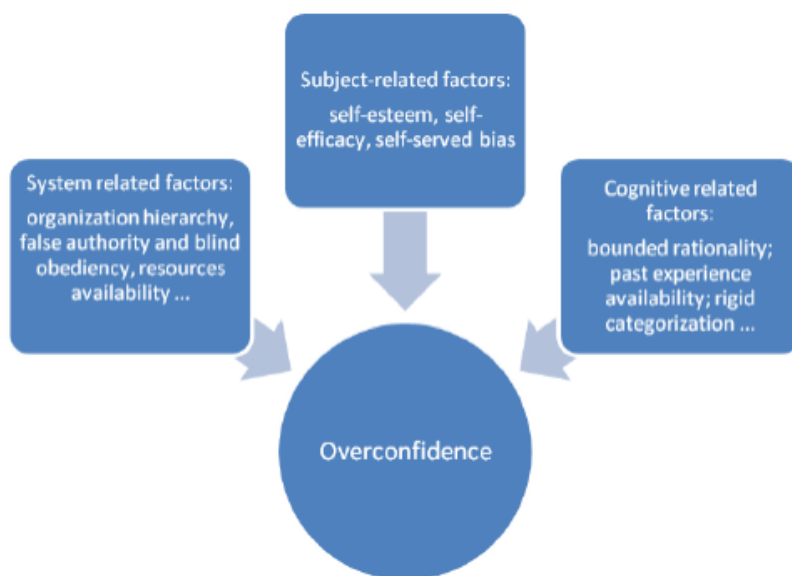 Subject-related factors:
self-esteem, self-
efficacy, self-served bias
System related factors:
organization hierarchy,
false authority and blind
obediency, resources
availability ...
Cognitive related
factors:
bounded rationality;
past experience
availability; rigid
categorization ...
Overconfidence